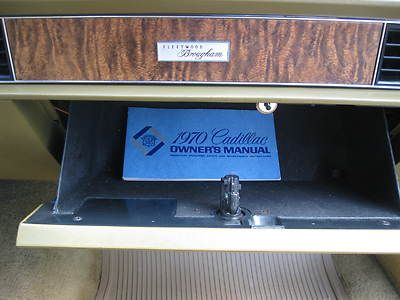 FLEETWOOD
Brougham
1970 Cadillac
OWNER'S MANUAL